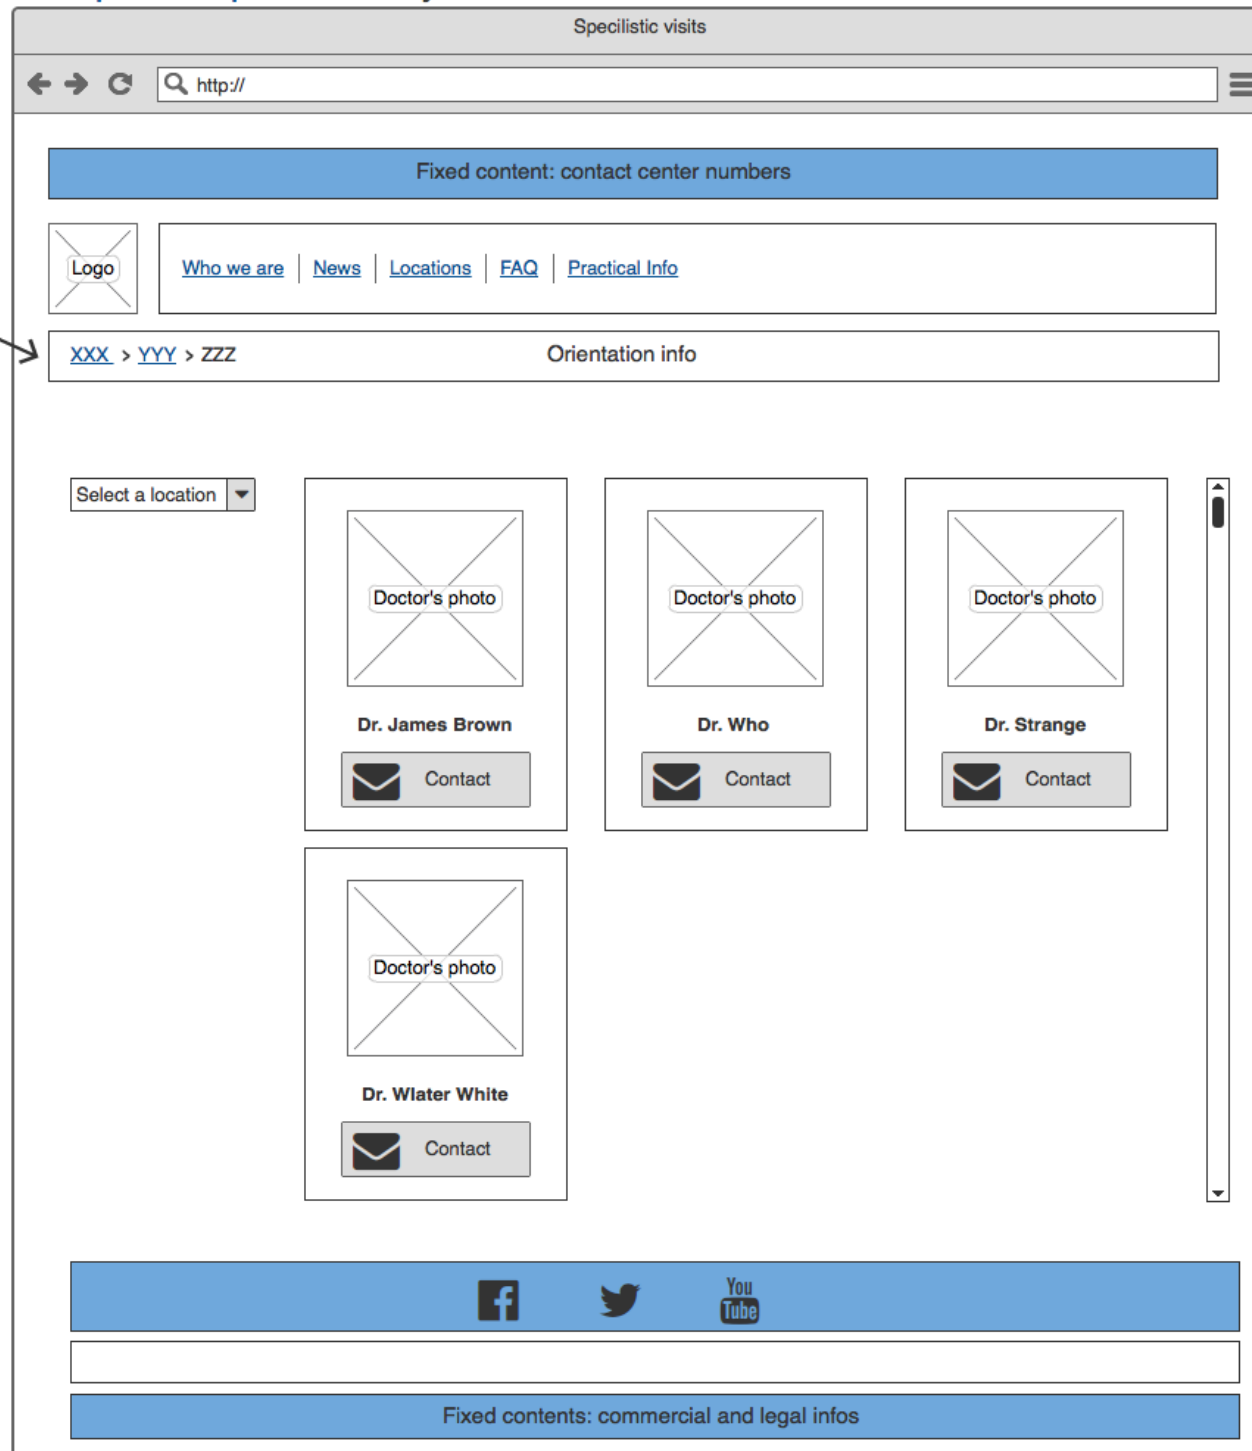 Specilistic visits
http://
Fixed content: contact center numbers
Logo
Who we are News Locations FAQ Practical Info
XXX > YYY > ZZZ Orientation info
Select a location
Doctor's photo Doctor's photo Doctor's photo
Dr. James Brown Dr. Who Dr. Strange
Contact Contact Contact
Doctor's photo
Dr. Wlater White
Contact
You
Tube
Fixed contents: commercial and legal infos